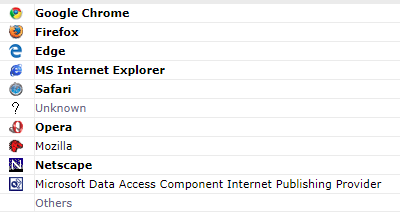 Google Chrome
Firefox
Edge
MS Internet Explorer
Safari
Unknown
Opera
Mozilla
Netscape
Microsoft Data Access Component Internet Publishing Provider
Others